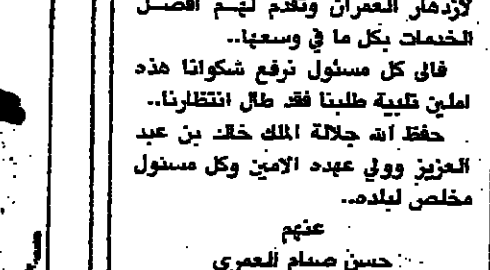 لازدهار العمران وتقدم لهم افضل
الخدمات بكل ما في وسعها..
فالى كل مسئول نرفع شكوانا هذه
املين تلبية طلبنا فقد طال انتظارنا..
حفظ الله جلالة الملك خالد بن عبد
العزيز وولي عهده الامين وكل مسئول
مخلص لبلده..
عنهم
حسن صمام العمري